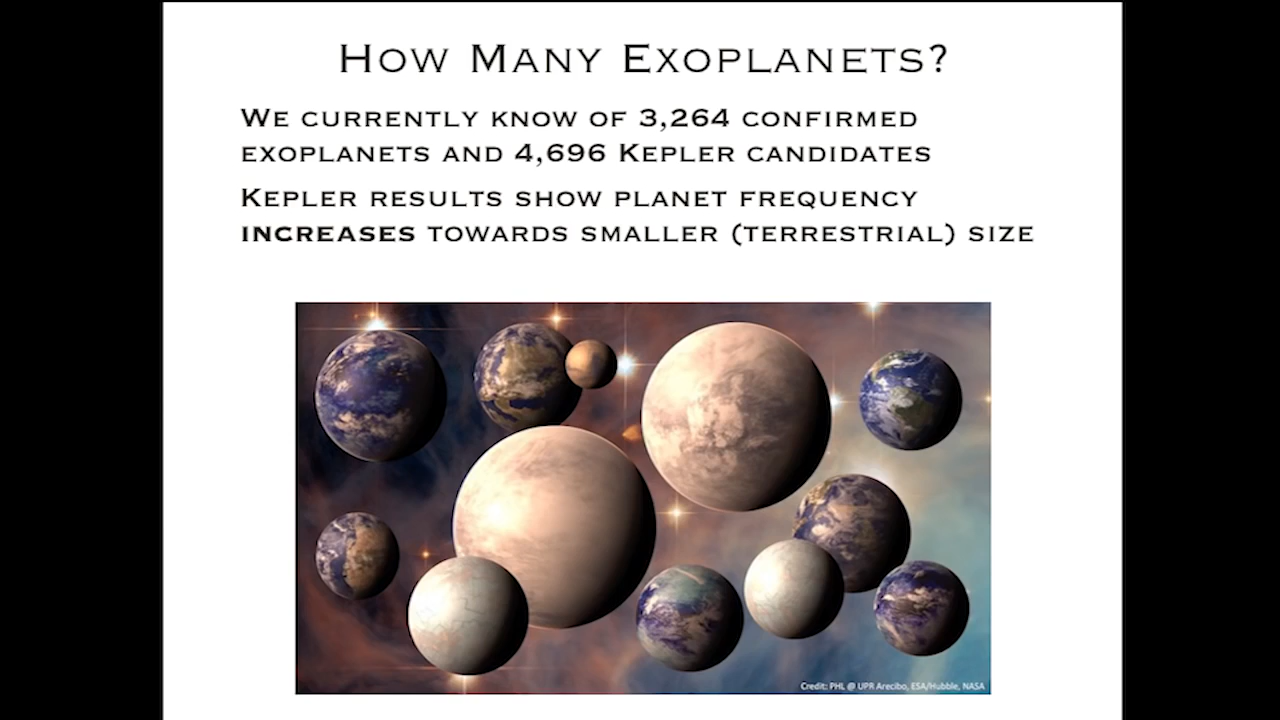 How Many Exoplanets?
We currently know of 3,264 confirmed
exoplanets and 4,696 Kepler candidates
Kepler results show planet frequency
increases towards smaller (terrestrial) size
Credit: PHL @ UPR Arecibo, ESA/Hubble, NASA